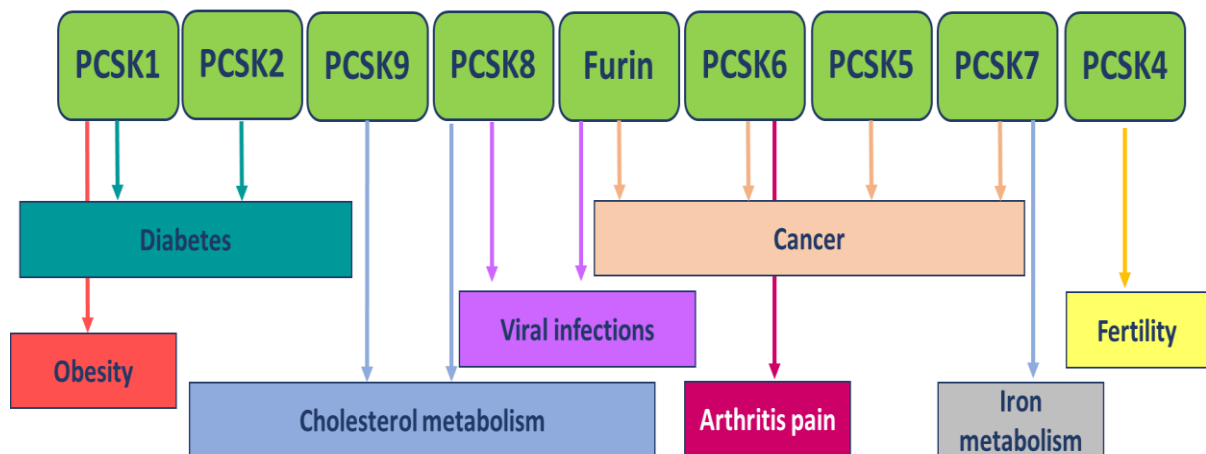 PCSK1
PCSK2
PCSK9
PCSK8
Furin
PCSK6
PCSK5
PCSK7
PCSK4
Diabetes
Cancer
Viral infections
Fertility
Obesity
Cholesterol metabolism
Arthritis pain
Iron
metabolism